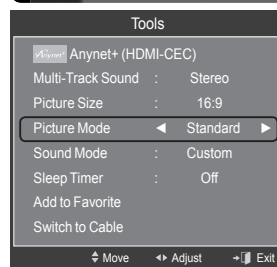 Tools
Anynet+ Anynet+ (HDMI-CEC)
Multi-Track Sound : Stereo
Picture Size : 16:9
Picture Mode ◄ Standard ►
Sound Mode : Custom
Sleep Timer : Off
Add to Favorite
Switch to Cable
Move Adjust Exit